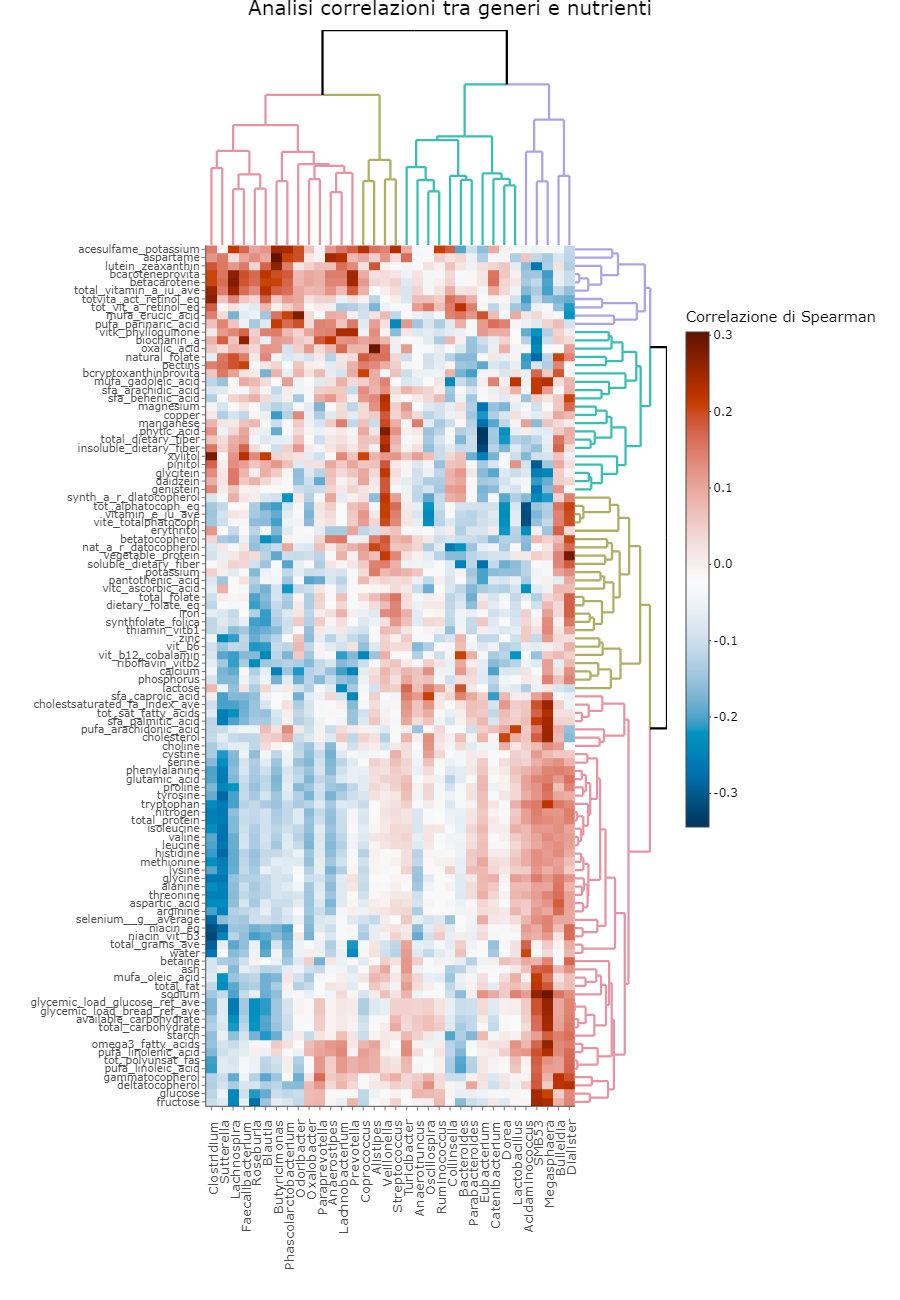 Analisi correlazioni tra generi e nutrienti
acesulfame_potassium
aspartame
lutein_zeaxanthin
bcaroteneprovita
betacarotene
total_vitamin_a_iu_ave
totvita_act_retinol_eq
tot_vit_a_retinol_eq
mufa_erucic_acid
pufa_parinaric_acid
vitk_phylloquinone
biochanin_a
oxalic_acid
natural_folate
pectins
bcryptoxanthinprovita
mufa_gadoleic_acid
sfa_arachidic_acid
sfa_behenic_acid
magnesium
copper
manganese
phytic_acid
total_dietary_fiber
insoluble_dietary_fiber
xylitol
pinitol
glycitein
daidzein
genistein
synth_a_r_dlatocopherol
tot_alphatocoph_eq
vitamin_e_iu_ave
vite_totalphatocoph
erythritol
betatocopherol
nat_a_r_datocopherol
vegetable_protein
soluble_dietary_fiber
potassium
pantothenic_acid
vitc_ascorbic_acid
total_folate
dietary_folate_eq
iron
synthfolate_folica
thiamin_vitb1
zinc
vit_b6
vit_b12_cobalamin
riboflavin_vitb2
calcium
phosphorus
lactose
sfa_caproic_acid
cholestsaturated_fa_index_ave
tot_sat_fatty_acids
sfa_palmitic_acid
pufa_arachidonic_acid
cholesterol
choline
cystine
serine
phenylalanine
glutamic_acid
proline
tyrosine
tryptophan
nitrogen
total_protein
isoleucine
valine
leucine
histidine
methionine
lysine
glycine
alanine
threonine
aspartic_acid
arginine
selenium__g__average
niacin_eq
niacin_vit_b3
total_grams_ave
water
betaine
ash
mufa_oleic_acid
total_fat
sodium
glycemic_load_glucose_ref_ave
glycemic_load_bread_ref_ave
available_carbohydrate
total_carbohydrate
starch
omega3_fatty_acids
pufa_linolenic_acid
tot_polyunsat_fas
pufa_linoleic_acid
gammatocopherol
deltatocopherol
glucose
fructose
Clostridium
Sutterella
Lachnospira
Faecalibacterium
Roseburia
Blautia
Butyricimonas
Phascolarctobacterium
Odoribacter
Oxalobacter
Paraprevotella
Anaerostipes
Lachnobacterium
Prevotella
Coprococcus
Alistipes
Veillonella
Streptococcus
Turicibacter
Anaerotruncus
Oscillospira
Ruminococcus
Collinsella
Bacteroides
Parabacteroides
Eubacterium
Catenibacterium
Dorea
Lactobacillus
Acidaminococcus
SMB53
Megasphaera
Bulleidia
Dialister
Correlazione di Spearman
0.3
0.2
0.1
0.0
-0.1
-0.2
-0.3